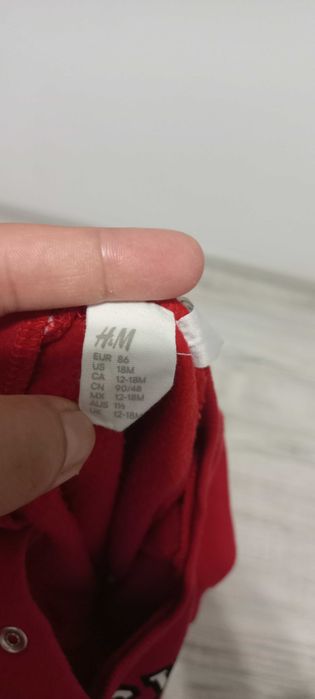 H&M
EUR 86
US 18M
CA 12-18M
CN 90/48
MX 12-18M
AUS 1½
UK 12-18M